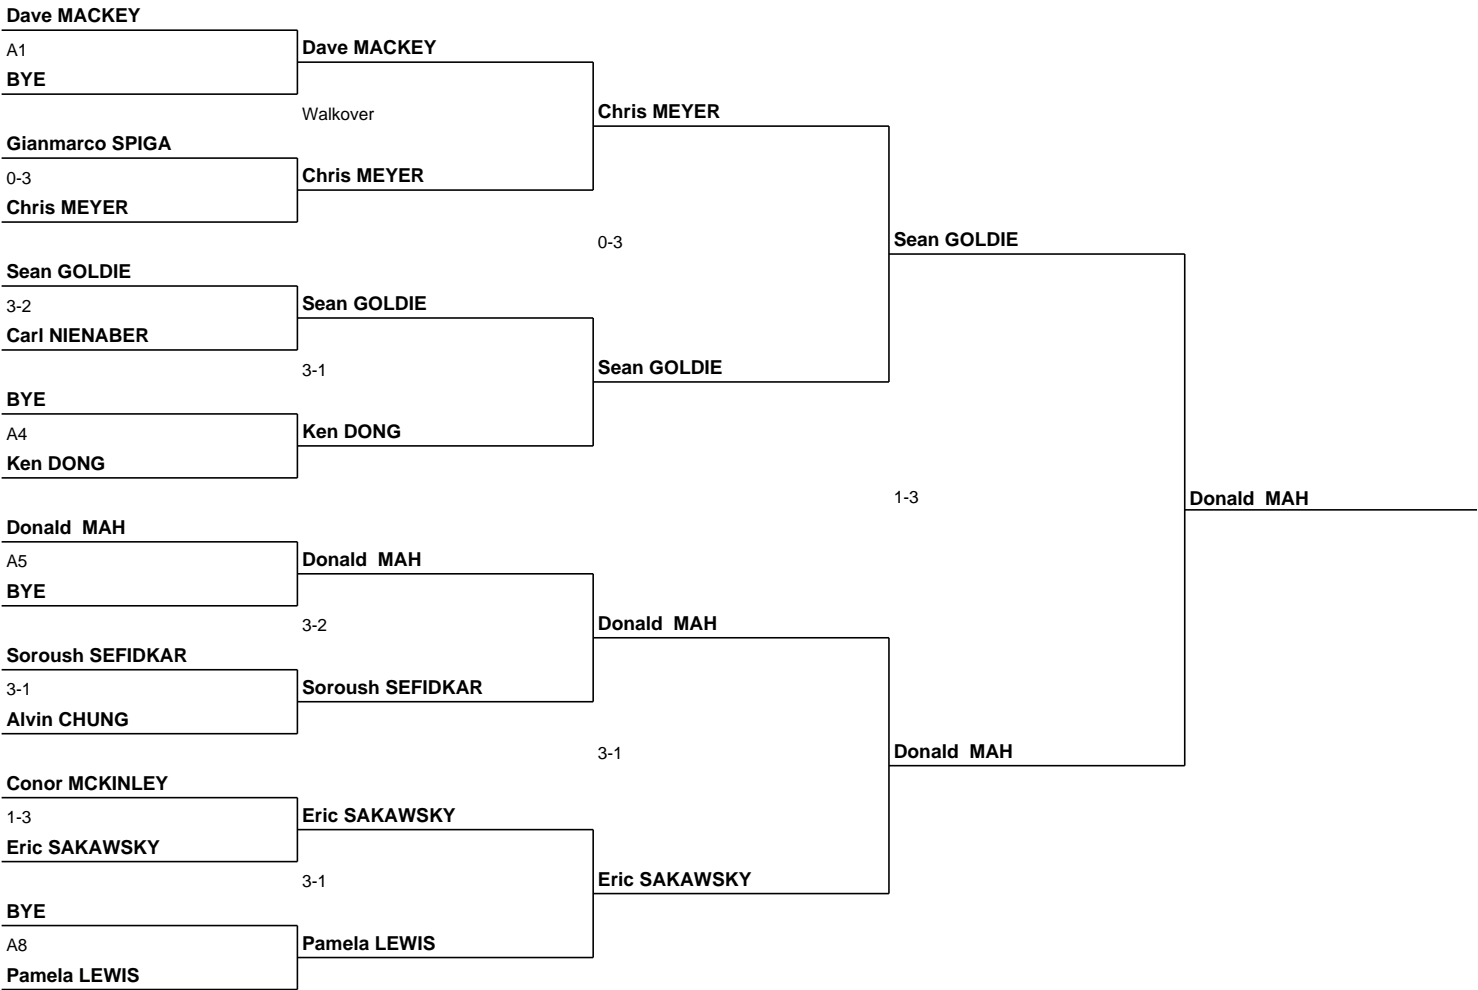 Dave MACKEY
A1
BYE
Gianmarco SPIGA
0-3
Chris MEYER
Sean GOLDIE
3-2
Carl NIENABER
BYE
A4
Ken DONG
Donald  MAH
A5
BYE
Soroush SEFIDKAR
3-1
Alvin CHUNG
Conor MCKINLEY
1-3
Eric SAKAWSKY
BYE
A8
Pamela LEWIS
Dave MACKEY
Walkover
Chris MEYER
Sean GOLDIE
3-1
Ken DONG
Donald  MAH
3-2
Soroush SEFIDKAR
Eric SAKAWSKY
3-1
Pamela LEWIS
Chris MEYER
0-3
Sean GOLDIE
Donald  MAH
3-1
Eric SAKAWSKY
Sean GOLDIE
1-3
Donald  MAH
Donald  MAH